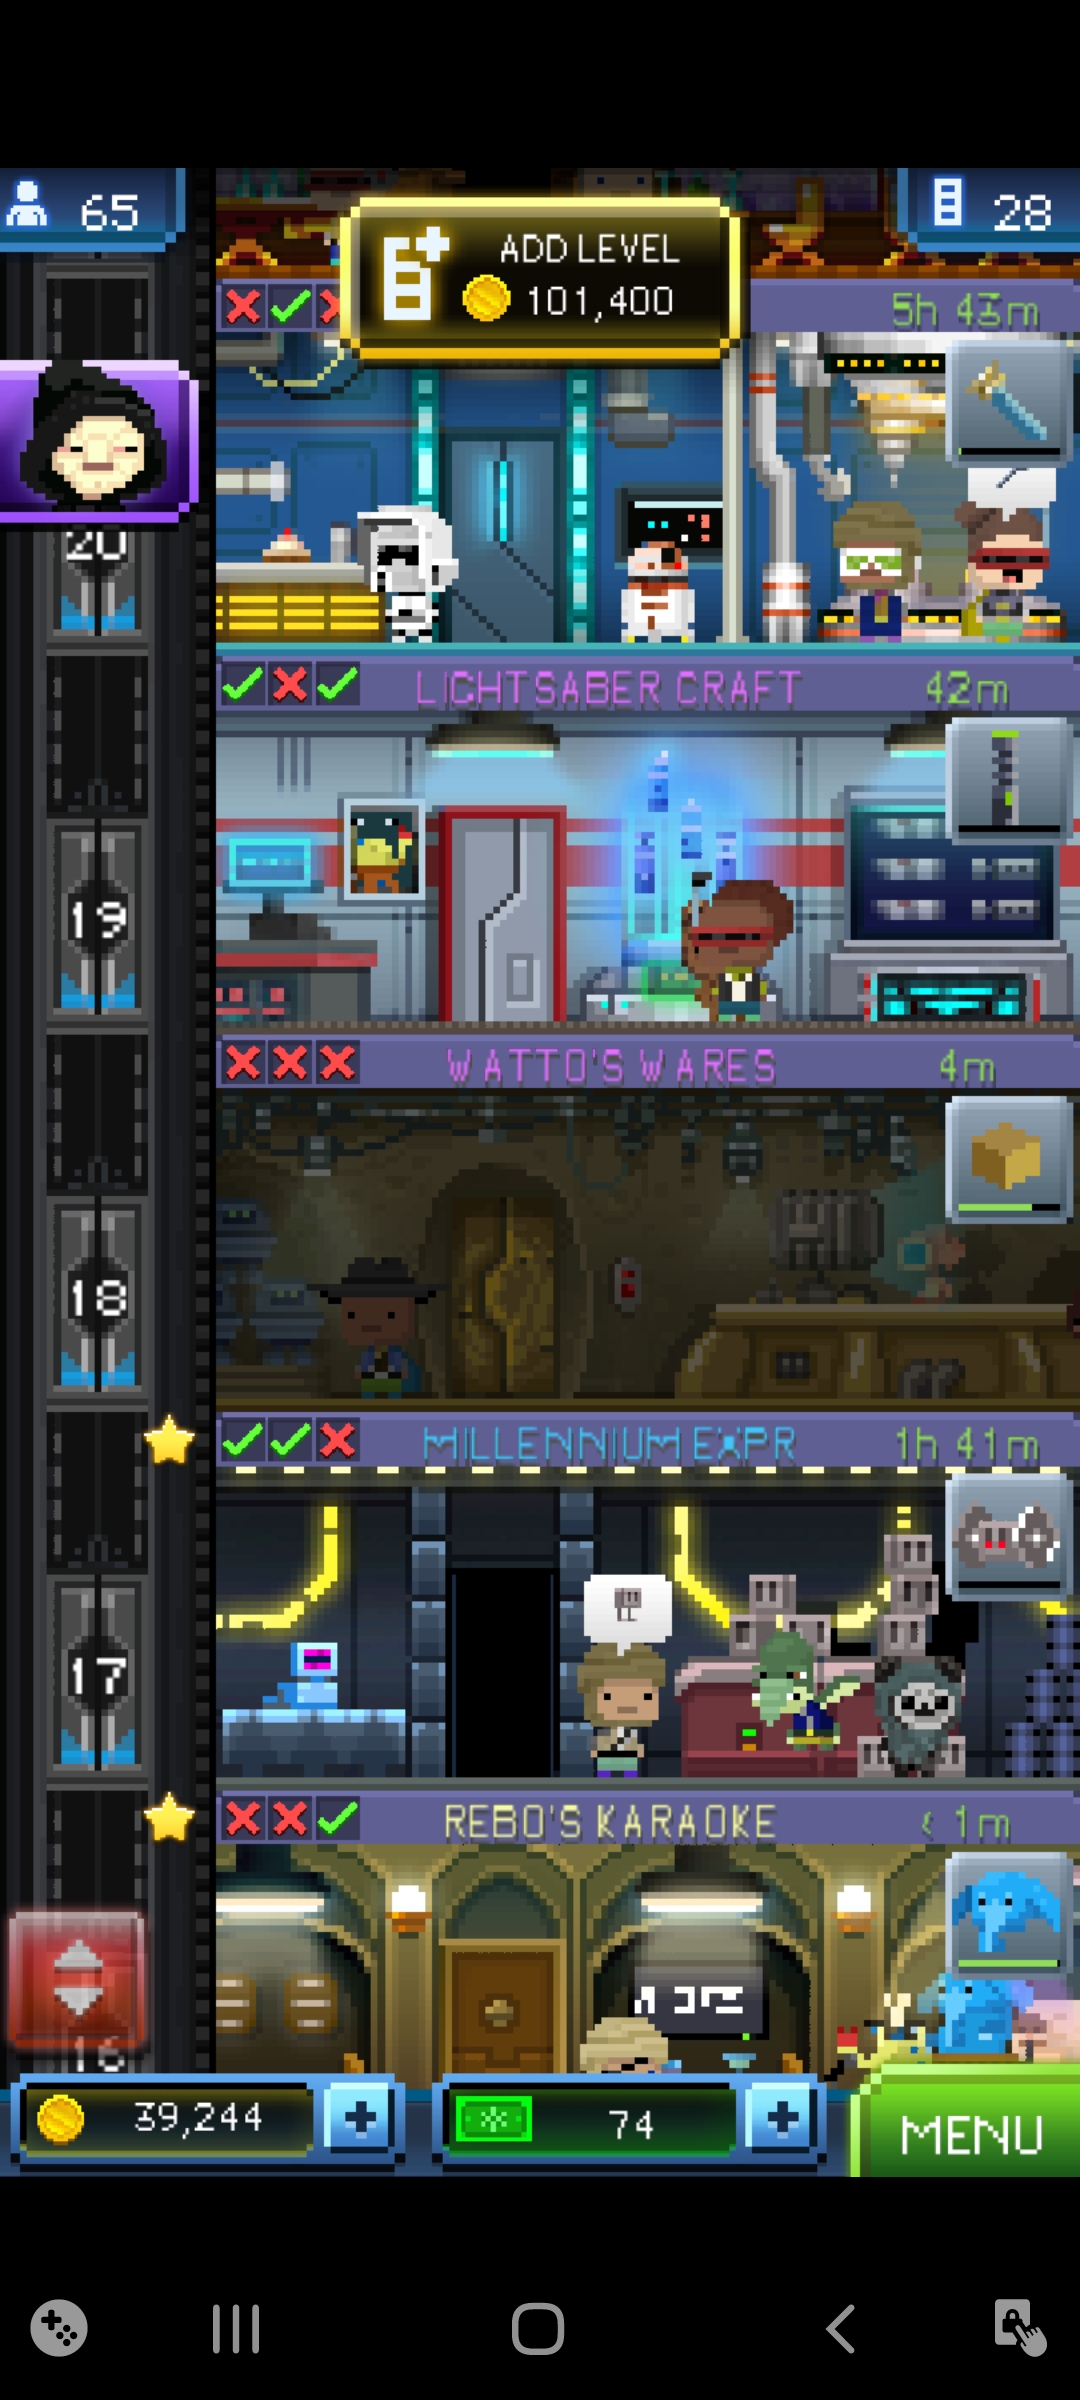 65
28
ADD LEVEL
101,400
5h 43m
20
LIGHTSABER CRAFT
42m
19
WATTO'S WARES
4m
18
MILLENNIUM EXPR
1h 41m
17
REBO'S KARAOKE
< 1m
16
39,244
74
MENU